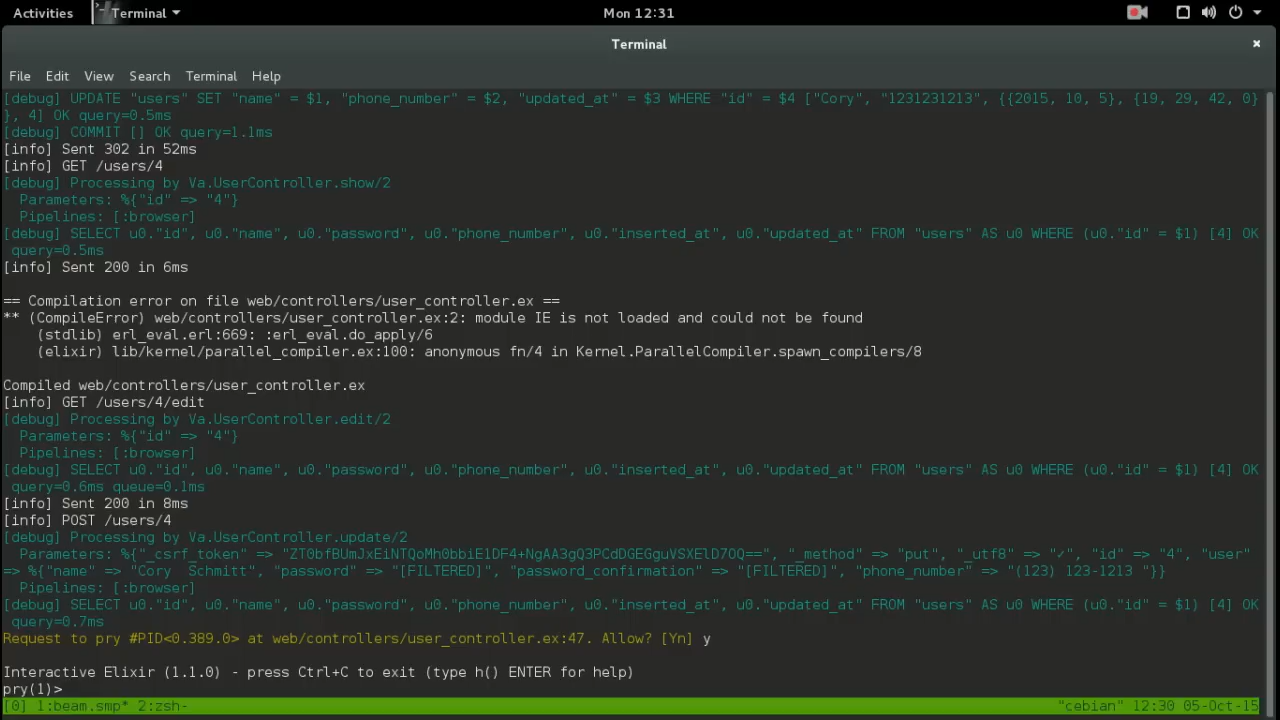 Activities Terminal Mon 12:31
Terminal ×
File Edit View Search Terminal Help
[debug] UPDATE "users" SET "name" = $1, "phone_number" = $2, "updated_at" = $3 WHERE "id" = $4 ["Cory", "1231231213", {{2015, 10, 5}, {19, 29, 42, 0}
}, 4] OK query=0.5ms
[debug] COMMIT [] OK query=1.1ms
[info] Sent 302 in 52ms
[info] GET /users/4
[debug] Processing by Va.UserController.show/2
  Parameters: %{"id" => "4"}
  Pipelines: [:browser]
[debug] SELECT u0."id", u0."name", u0."password", u0."phone_number", u0."inserted_at", u0."updated_at" FROM "users" AS u0 WHERE (u0."id" = $1) [4] OK
 query=0.5ms
[info] Sent 200 in 6ms
== Compilation error on file web/controllers/user_controller.ex ==
** (CompileError) web/controllers/user_controller.ex:2: module IE is not loaded and could not be found
    (stdlib) erl_eval.erl:669: :erl_eval.do_apply/6
    (elixir) lib/kernel/parallel_compiler.ex:100: anonymous fn/4 in Kernel.ParallelCompiler.spawn_compilers/8
Compiled web/controllers/user_controller.ex
[info] GET /users/4/edit
[debug] Processing by Va.UserController.edit/2
  Parameters: %{"id" => "4"}
  Pipelines: [:browser]
[debug] SELECT u0."id", u0."name", u0."password", u0."phone_number", u0."inserted_at", u0."updated_at" FROM "users" AS u0 WHERE (u0."id" = $1) [4] OK
 query=0.6ms queue=0.1ms
[info] Sent 200 in 8ms
[info] POST /users/4
[debug] Processing by Va.UserController.update/2
  Parameters: %{"_csrf_token" => "ZT0bfBUmJxEiNTQoMh0bbiE1DF4+NgAA3gQ3PCdDGEGguVSXElD7OQ==", "_method" => "put", "_utf8" => "✓", "id" => "4", "user"
=> %{"name" => "Cory  Schmitt", "password" => "[FILTERED]", "password_confirmation" => "[FILTERED]", "phone_number" => "(123) 123-1213 "}}
  Pipelines: [:browser]
[debug] SELECT u0."id", u0."name", u0."password", u0."phone_number", u0."inserted_at", u0."updated_at" FROM "users" AS u0 WHERE (u0."id" = $1) [4] OK
 query=0.7ms
Request to pry #PID<0.389.0> at web/controllers/user_controller.ex:47. Allow? [Yn] y
Interactive Elixir (1.1.0) - press Ctrl+C to exit (type h() ENTER for help)
pry(1)>
[0] 1:beam.smp* 2:zsh- "cebian" 12:30 05-Oct-15